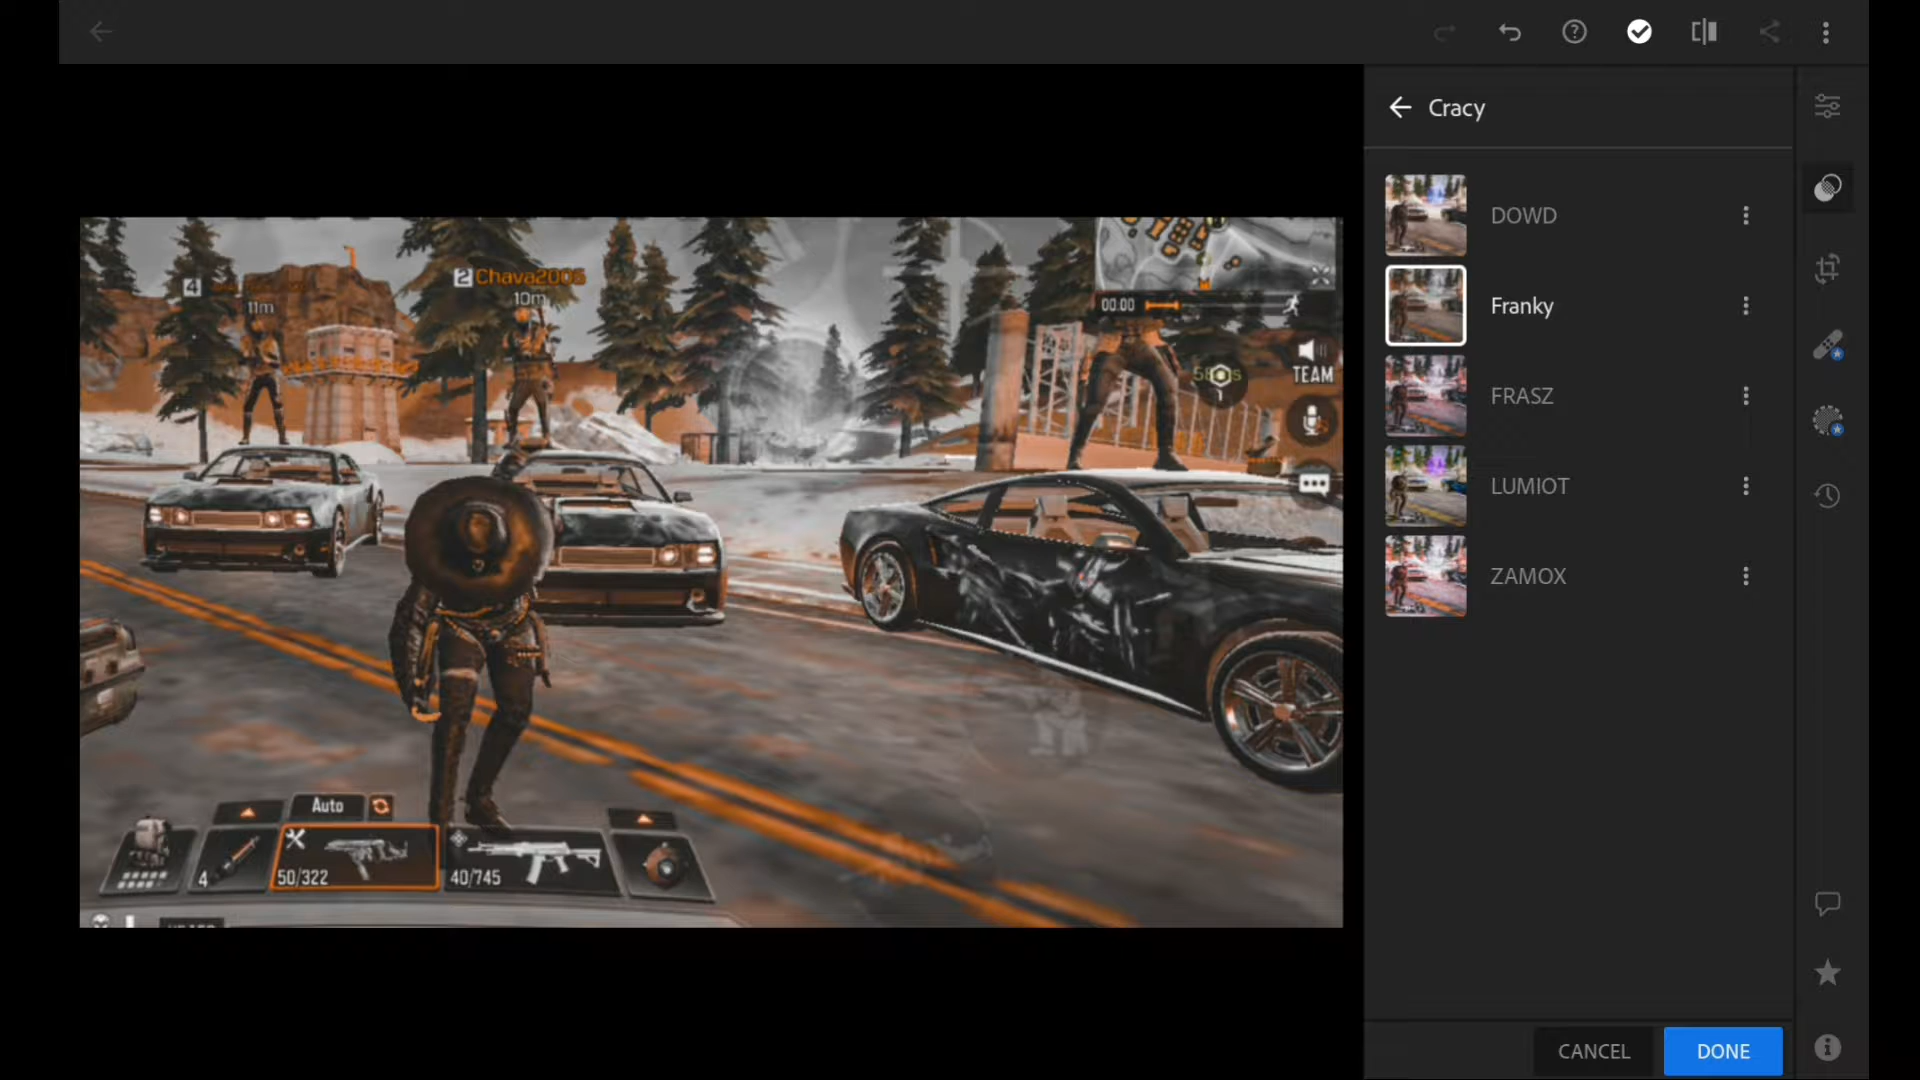 Cracy
DOWD
Franky
FRASZ
LUMIOT
ZAMOX
CANCEL
DONE
4
11m
2 Chava2006
10m
00:00
TEAM
Auto
4
50/322
40/745